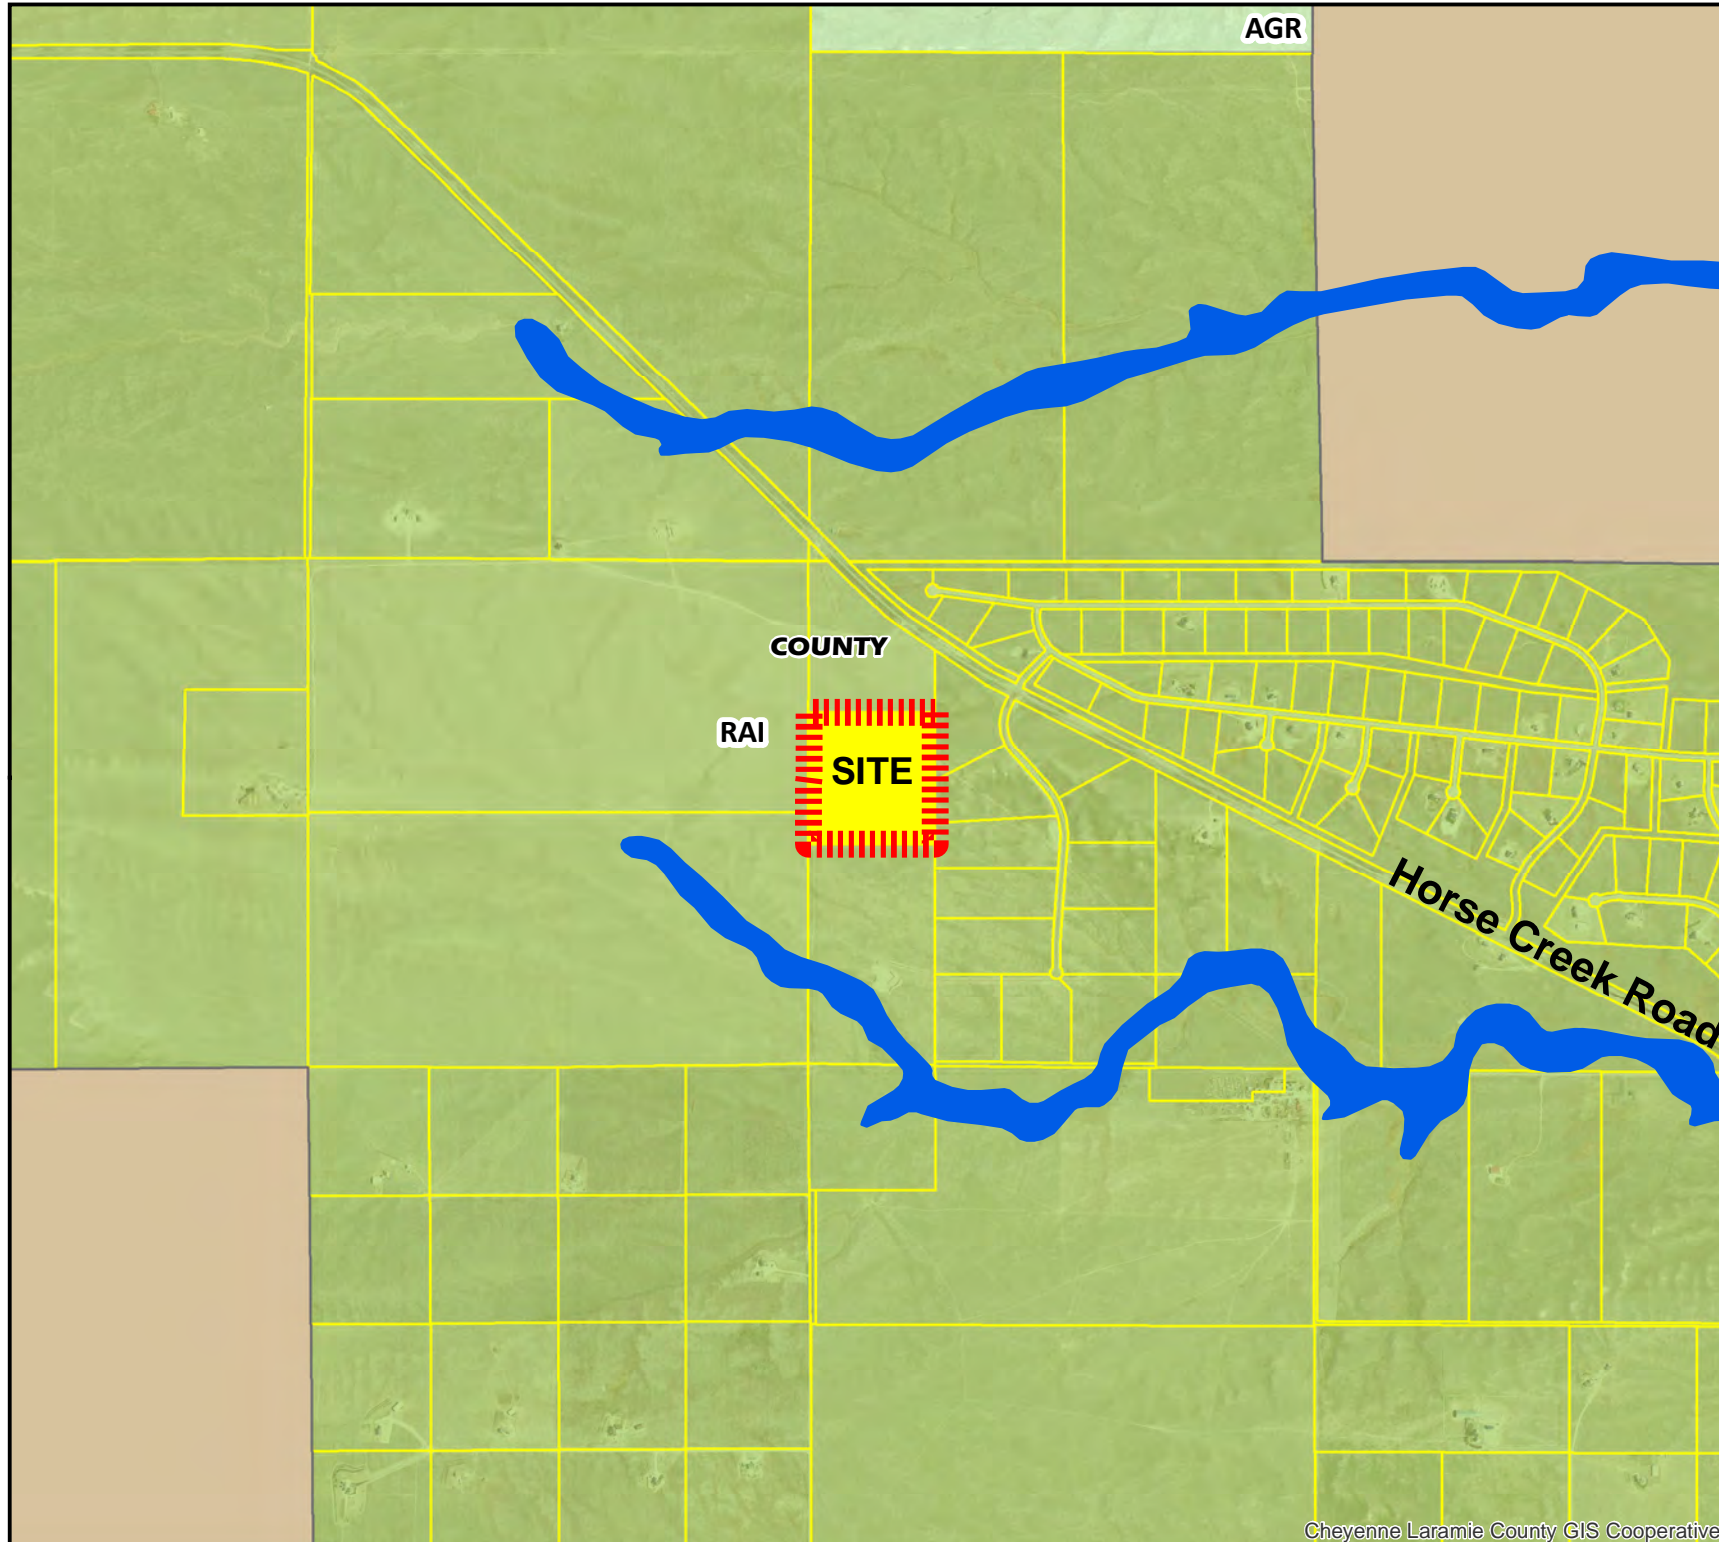 AGR
COUNTY
RAI
SITE
Horse Creek Road
Cheyenne Laramie County GIS Cooperative